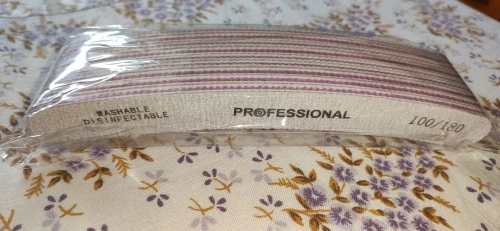 WASHABLE
DISINFECTABLE
PROFESSIONAL
100/180